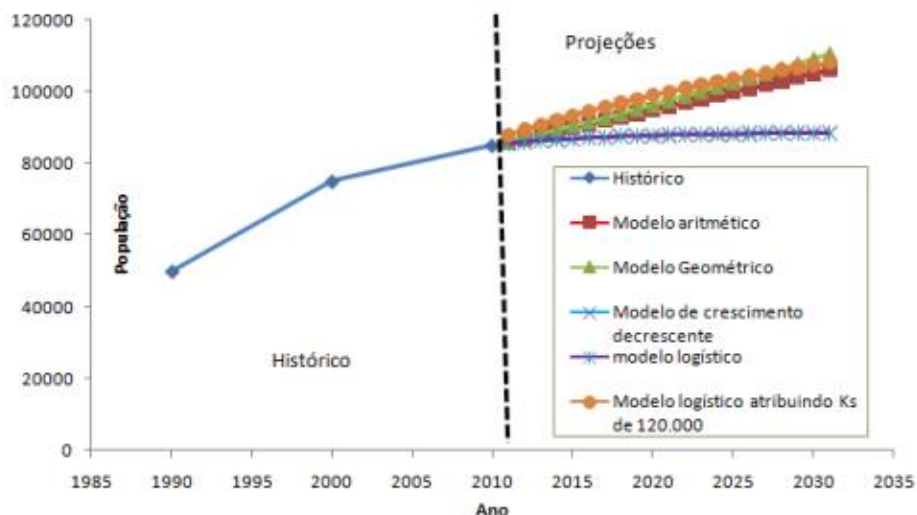 120000
100000
80000
60000
40000
20000
0
População
Projeções
Histórico
Histórico
Modelo aritmético
Modelo Geométrico
Modelo de crescimento
decrescente
modelo logístico
Modelo logístico atribuindo Ks
de 120.000
1985 1990 1995 2000 2005 2010 2015 2020 2025 2030 2035
Ano